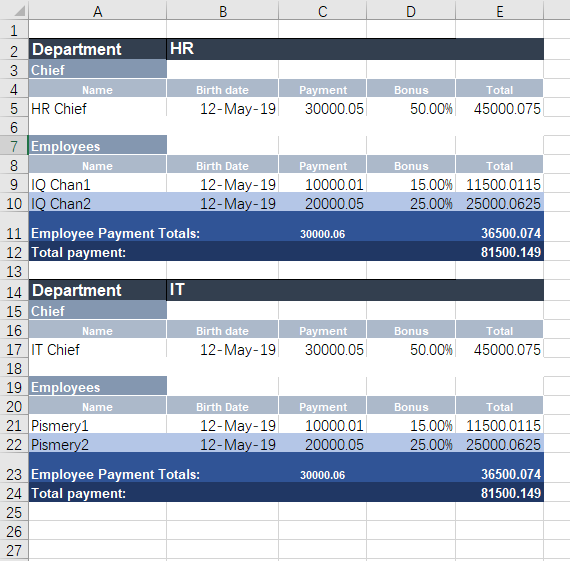 A B C D E
1
2 Department HR
3 Chief
4 Name Birth date Payment Bonus Total
5 HR Chief 12-May-19 30000.05 50.00% 45000.075
6
7 Employees
8 Name Birth Date Payment Bonus Total
9 IQ Chan1 12-May-19 10000.01 15.00% 11500.0115
10 IQ Chan2 12-May-19 20000.05 25.00% 25000.0625
11 Employee Payment Totals: 30000.06 36500.074
12 Total payment: 81500.149
13
14 Department IT
15 Chief
16 Name Birth date Payment Bonus Total
17 IT Chief 12-May-19 30000.05 50.00% 45000.075
18
19 Employees
20 Name Birth Date Payment Bonus Total
21 Pismery1 12-May-19 10000.01 15.00% 11500.0115
22 Pismery2 12-May-19 20000.05 25.00% 25000.0625
23 Employee Payment Totals: 30000.06 36500.074
24 Total payment: 81500.149
25
26
27